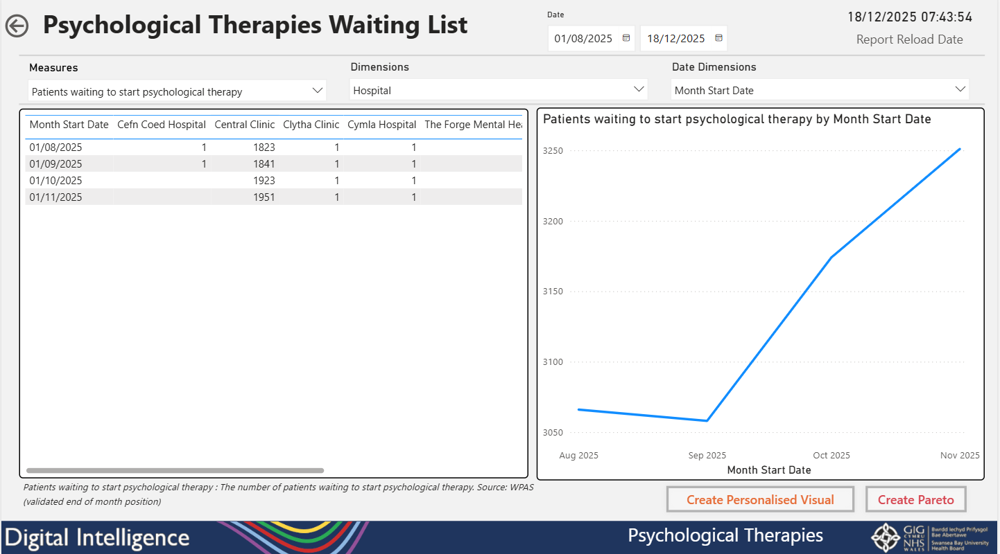 Psychological Therapies Waiting List
Date
01/08/2025 18/12/2025
18/12/2025 07:43:54
Report Reload Date
Measures
Patients waiting to start psychological therapy
Dimensions
Hospital
Date Dimensions
Month Start Date
Month Start Date Cefn Coed Hospital Central Clinic Clytha Clinic Cymla Hospital The Forge Mental Hea
01/08/2025 1 1823 1 1
01/09/2025 1 1841 1 1
01/10/2025 1923 1 1
01/11/2025 1951 1 1
Patients waiting to start psychological therapy by Month Start Date
3250
3200
3150
3100
3050
Aug 2025 Sep 2025 Oct 2025 Nov 2025
Month Start Date
Patients waiting to start psychological therapy : The number of patients waiting to start psychological therapy. Source: WPAS
(validated end of month position)
Create Personalised Visual
Create Pareto
Digital Intelligence
Psychological Therapies
GIG
CYMRU
NHS
WALES
Bwrdd Iechyd Prifysgol
Bae Abertawe
Swansea Bay University
Health Board